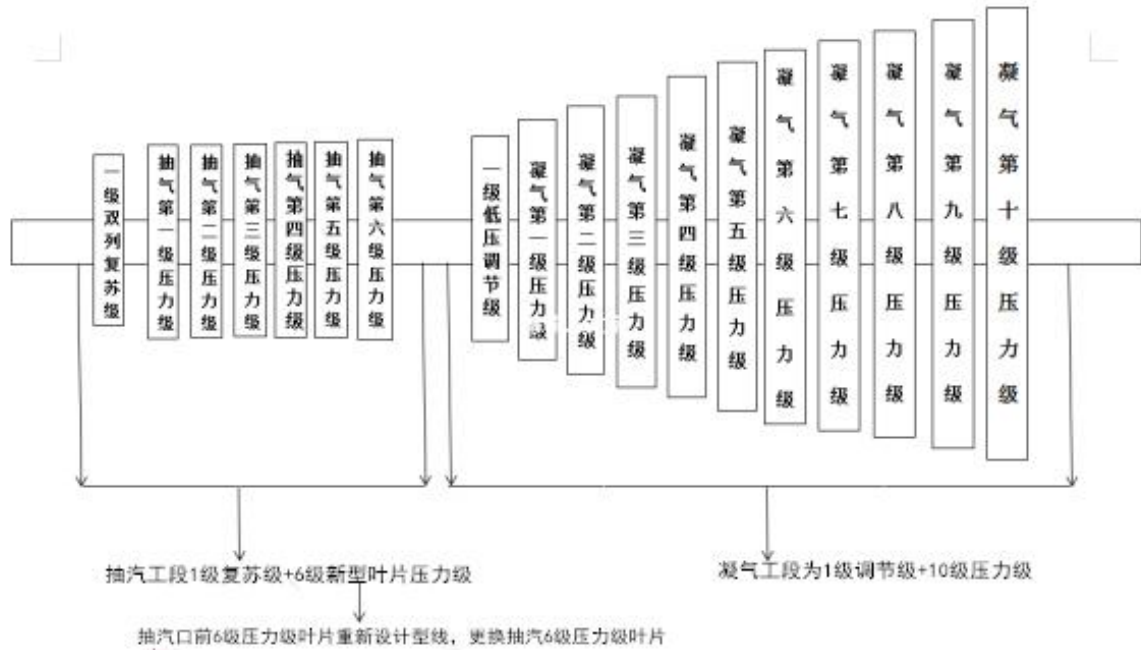 一级双列复苏级
抽气第一级压力级
抽气第二级压力级
抽气第三级压力级
抽气第四级压力级
抽气第五级压力级
抽气第六级压力级
一级低压调节级
凝气第一级压力级
凝气第二级压力级
凝气第三级压力级
凝气第四级压力级
凝气第五级压力级
凝气第六级压力级
凝气第七级压力级
凝气第八级压力级
凝气第九级压力级
凝气第十级压力级
抽汽工段1级复苏级+6级新型叶片压力级
凝气工段为1级调节级+10级压力级
抽汽口前6级压力级叶片重新设计型线，更换抽汽6级压力级叶片